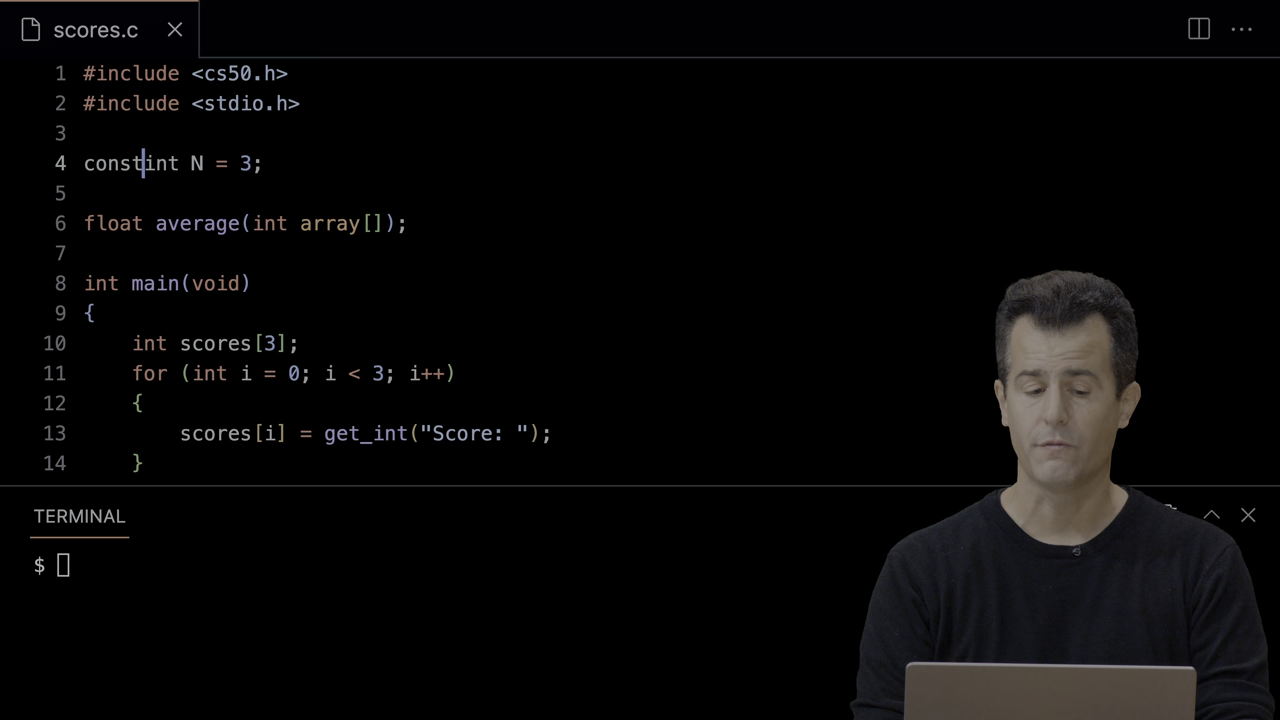 scores.c
1 #include <cs50.h>
2 #include <stdio.h>
3
4 constint N = 3;
5
6 float average(int array[]);
7
8 int main(void)
9 {
10     int scores[3];
11     for (int i = 0; i < 3; i++)
12     {
13         scores[i] = get_int("Score: ");
14     }
TERMINAL
$